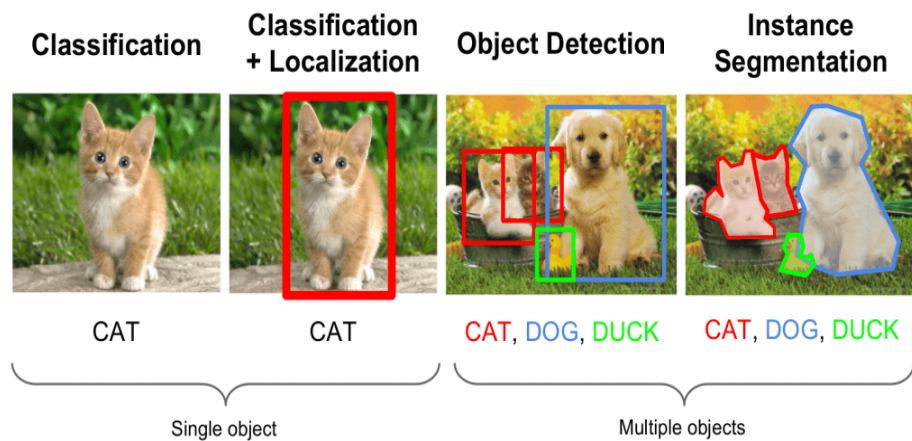 Classification
Classification
+ Localization
Object Detection
Instance
Segmentation
CAT
CAT
CAT, DOG, DUCK
CAT, DOG, DUCK
Single object
Multiple objects